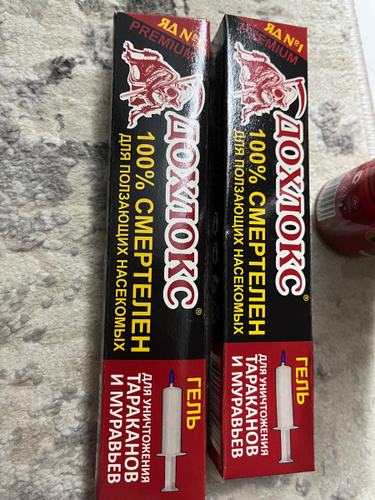 ЯД №1
PREMIUM
ДОХЛОКС®
100% СМЕРТЕЛЕН
ДЛЯ ПОЛЗАЮЩИХ НАСЕКОМЫХ
ГЕЛЬ
ДЛЯ УНИЧТОЖЕНИЯ
ТАРАКАНОВ
И МУРАВЬЕВ
ЯД №1
PREMIUM
ДОХЛОКС®
100% СМЕРТЕЛЕН
ДЛЯ ПОЛЗАЮЩИХ НАСЕКОМЫХ
ГЕЛЬ
ДЛЯ УНИЧТОЖЕНИЯ
ТАРАКАНОВ
И МУРАВЬЕВ